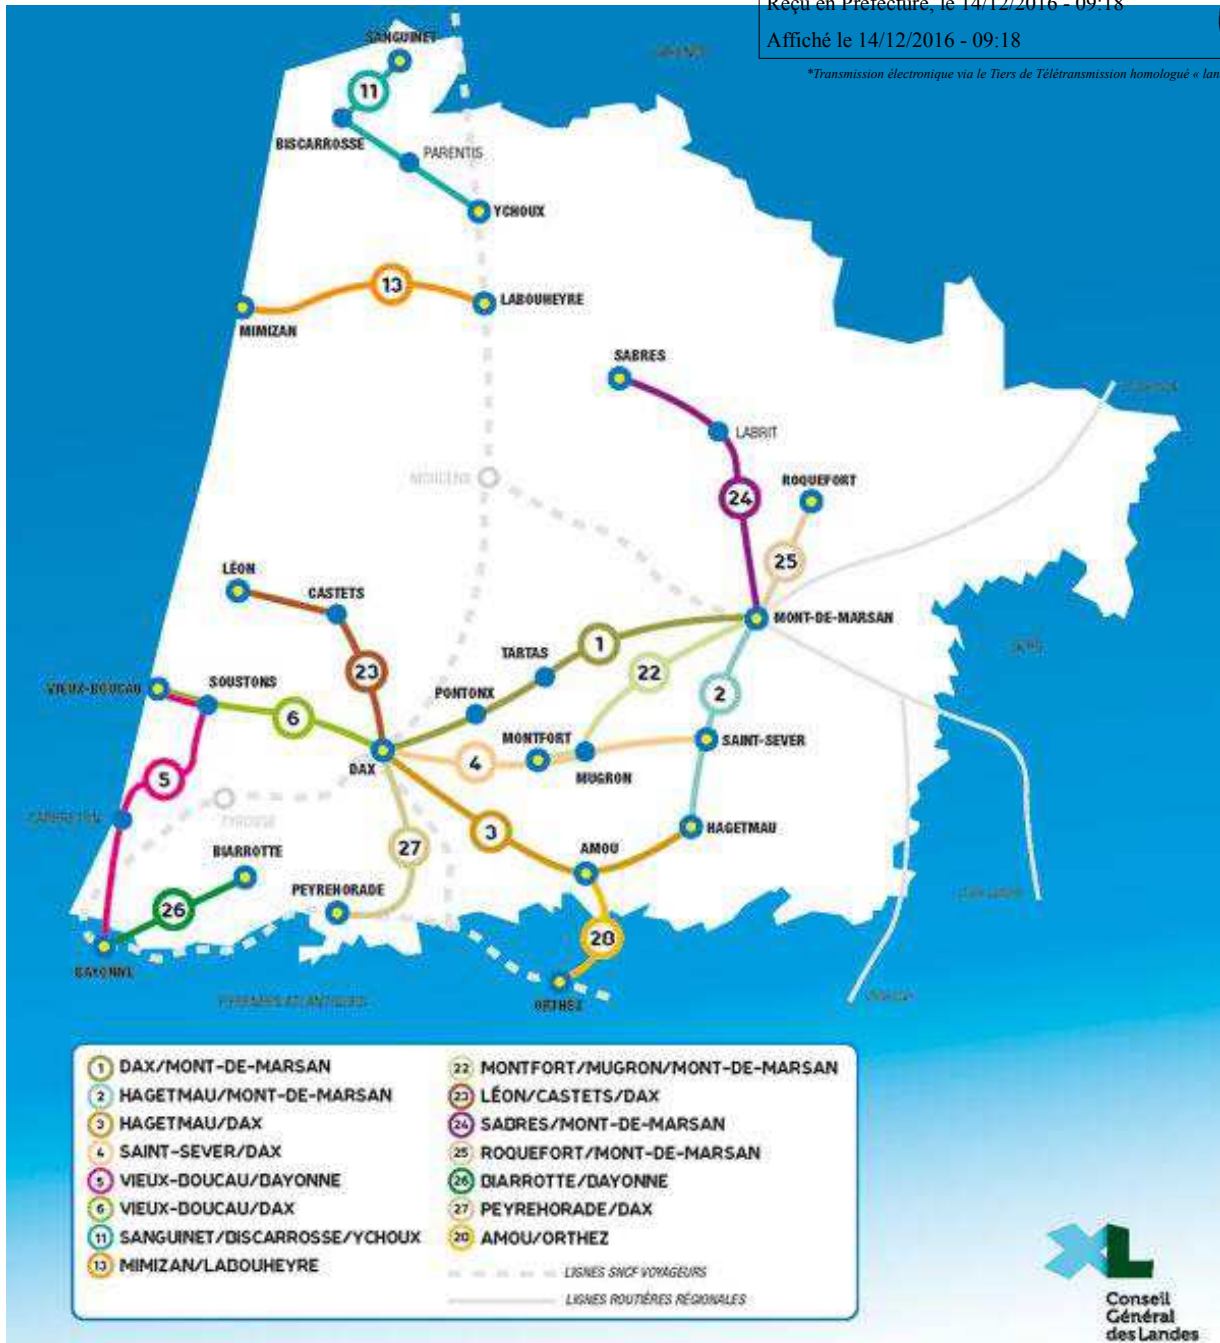 Reçu en Préfecture, le 14/12/2016 - 09:18
Affiché le 14/12/2016 - 09:18
*Transmission électronique via le Tiers de Télétransmission homologué « lan
SANGUINET
11
BISCARROSSE
PARENTIS
YCHOUX
13
LABOUHEYRE
MIMIZAN
SABRES
LABRIT
MORCENX
ROQUEFORT
24
25
LÉON
CASTETS
MONT-DE-MARSAN
TARTAS
1
GERS
23
22
VIEUX-BOUCAU
SOUSTONS
PONTONX
2
6
MONTFORT
SAINT-SEVER
DAX
4
MUGRON
5
CAPBRETON
TYROSSE
3
HAGETMAU
27
BIARROTTE
AMOU
PEYREHORADE
26
28
BAYONNE
PYRÉNÉES ATLANTIQUES
ORTHEZ
1 DAX/MONT-DE-MARSAN
2 HAGETMAU/MONT-DE-MARSAN
3 HAGETMAU/DAX
4 SAINT-SEVER/DAX
5 VIEUX-BOUCAU/BAYONNE
6 VIEUX-BOUCAU/DAX
11 SANGUINET/BISCARROSSE/YCHOUX
13 MIMIZAN/LABOUHEYRE
22 MONTFORT/MUGRON/MONT-DE-MARSAN
23 LÉON/CASTETS/DAX
24 SABRES/MONT-DE-MARSAN
25 ROQUEFORT/MONT-DE-MARSAN
26 BIARROTTE/BAYONNE
27 PEYREHORADE/DAX
28 AMOU/ORTHEZ
LIGNES SNCF VOYAGEURS
LIGNES ROUTIÈRES RÉGIONALES
XL
Conseil
Général
des Landes